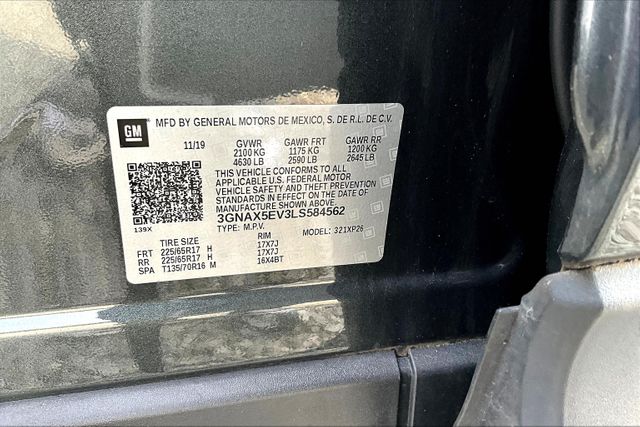 GM
MFD BY GENERAL MOTORS DE MEXICO, S. DE R.L. DE C.V.
11/19 GVWR GAWR FRT GAWR RR
2100 KG 1175 KG 1200 KG
4630 LB 2590 LB 2645 LB
THIS VEHICLE CONFORMS TO ALL
APPLICABLE U.S. FEDERAL MOTOR
VEHICLE SAFETY AND THEFT PREVENTION
STANDARDS IN EFFECT ON THE DATE OF
MANUFACTURE SHOWN ABOVE.
3GNAX5EV3LS584562
139X TYPE: M.P.V. MODEL: 321XP26
TIRE SIZE RIM
FRT 225/65R17 H 17X7J
RR 225/65R17 H 17X7J
SPA T135/70R16 M 16X4BT